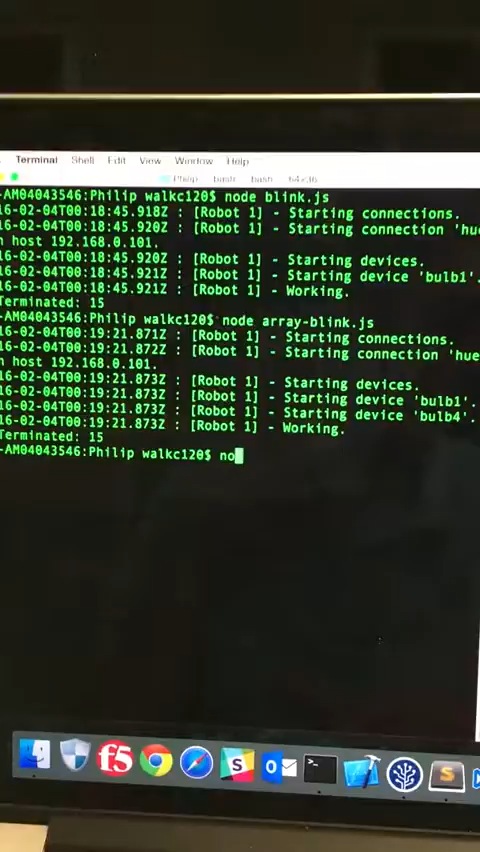 Terminal Shell Edit View Window Help
Philip bash bash 64×36
-AM04043546:Philip walkc120$ node blink.js
16-02-04T00:18:45.918Z : [Robot 1] - Starting connections.
16-02-04T00:18:45.920Z : [Robot 1] - Starting connection 'hue
n host 192.168.0.101.
16-02-04T00:18:45.920Z : [Robot 1] - Starting devices.
16-02-04T00:18:45.921Z : [Robot 1] - Starting device 'bulb1'.
16-02-04T00:18:45.921Z : [Robot 1] - Working.
Terminated: 15
-AM04043546:Philip walkc120$ node array-blink.js
16-02-04T00:19:21.871Z : [Robot 1] - Starting connections.
16-02-04T00:19:21.872Z : [Robot 1] - Starting connection 'hue
n host 192.168.0.101.
16-02-04T00:19:21.873Z : [Robot 1] - Starting devices.
16-02-04T00:19:21.873Z : [Robot 1] - Starting device 'bulb1'.
16-02-04T00:19:21.873Z : [Robot 1] - Starting device 'bulb4'.
16-02-04T00:19:21.873Z : [Robot 1] - Working.
Terminated: 15
-AM04043546:Philip walkc120$ no
f5 S O >_ S